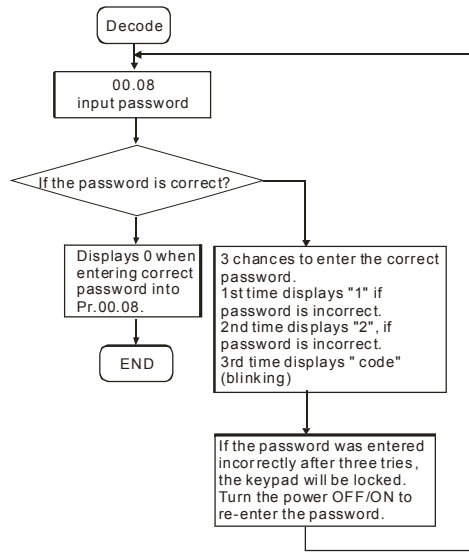 Decode
00.08
input password
If the password is correct?
Displays 0 when
entering correct
password into
Pr.00.08.
END
3 chances to enter the correct
password.
1st time displays "1" if
password is incorrect.
2nd time displays "2", if
password is incorrect.
3rd time displays " code"
(blinking)
If the password was entered
incorrectly after three tries,
the keypad will be locked.
Turn the power OFF/ON to
re-enter the password.